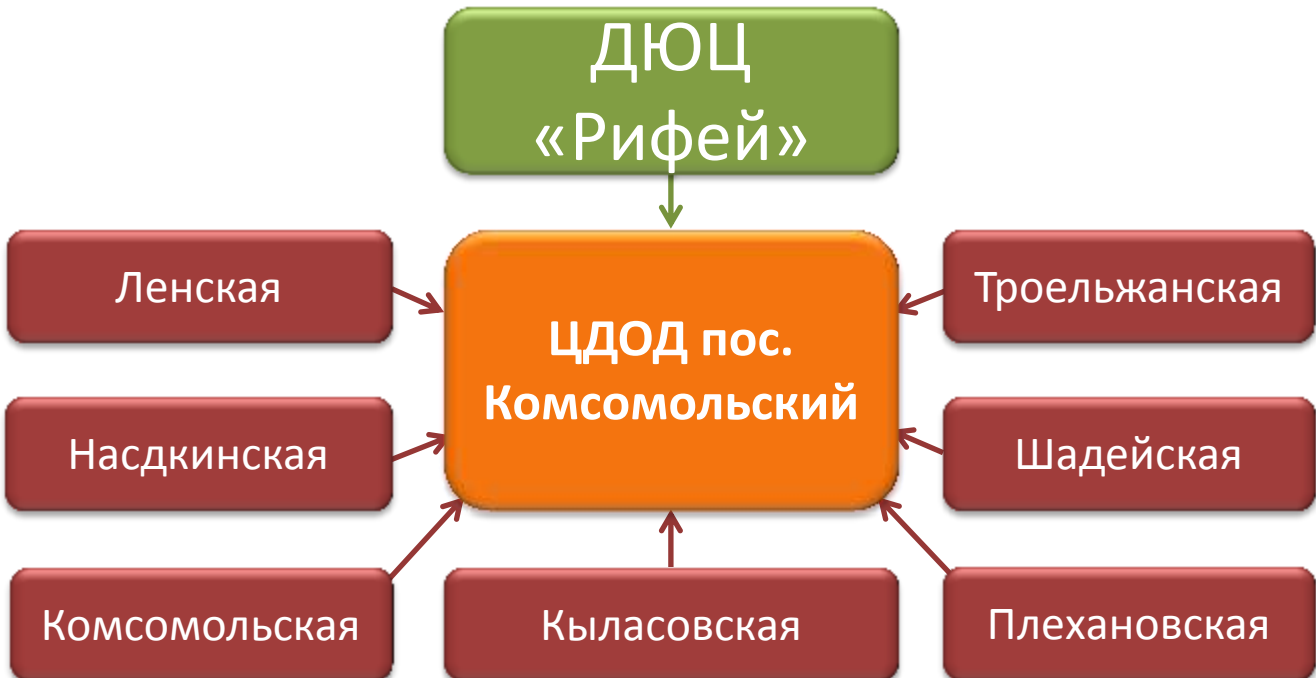 ДЮЦ
«Рифей»
Ленская
Троельжанская
ЦДОД пос.
Комсомольский
Насдкинская
Шадейская
Комсомольская
Кыласовская
Плехановская